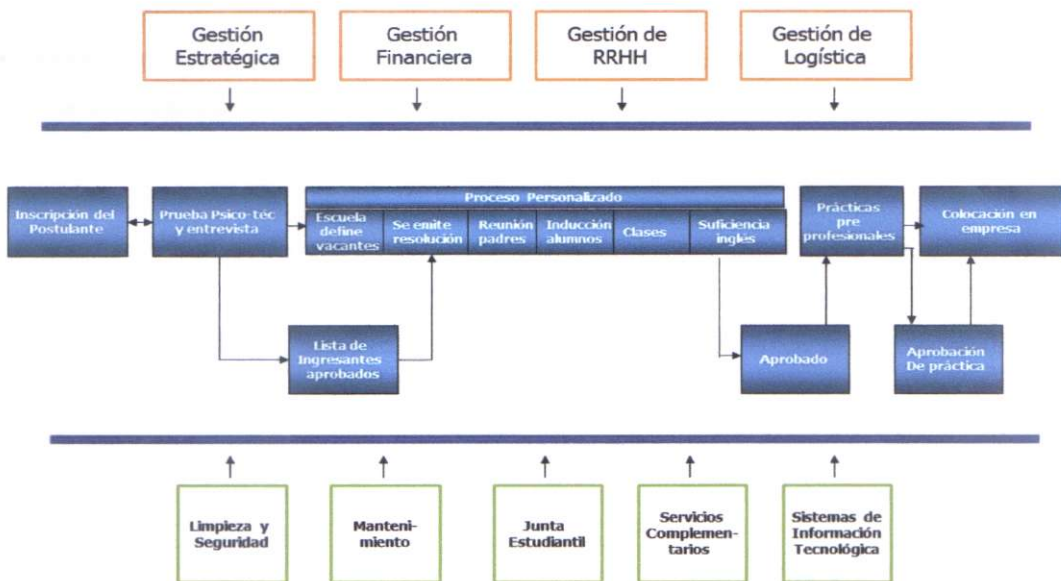 Gestión
Estratégica
Gestión
Financiera
Gestión de
RRHH
Gestión de
Logística
Inscripción del
Postulante
Prueba Psico-téc
y entrevista
Proceso Personalizado
Escuela
define
vacantes
Se emite
resolución
Reunión
padres
Inducción
alumnos
Clases
Suficiencia
inglés
Prácticas
pre
profesionales
Colocación en
empresa
Lista de
Ingresantes
aprobados
Aprobado
Aprobación
De práctica
Limpieza y
Seguridad
Manteni-
miento
Junta
Estudiantil
Servicios
Complemen-
tarios
Sistemas de
Información
Tecnológica